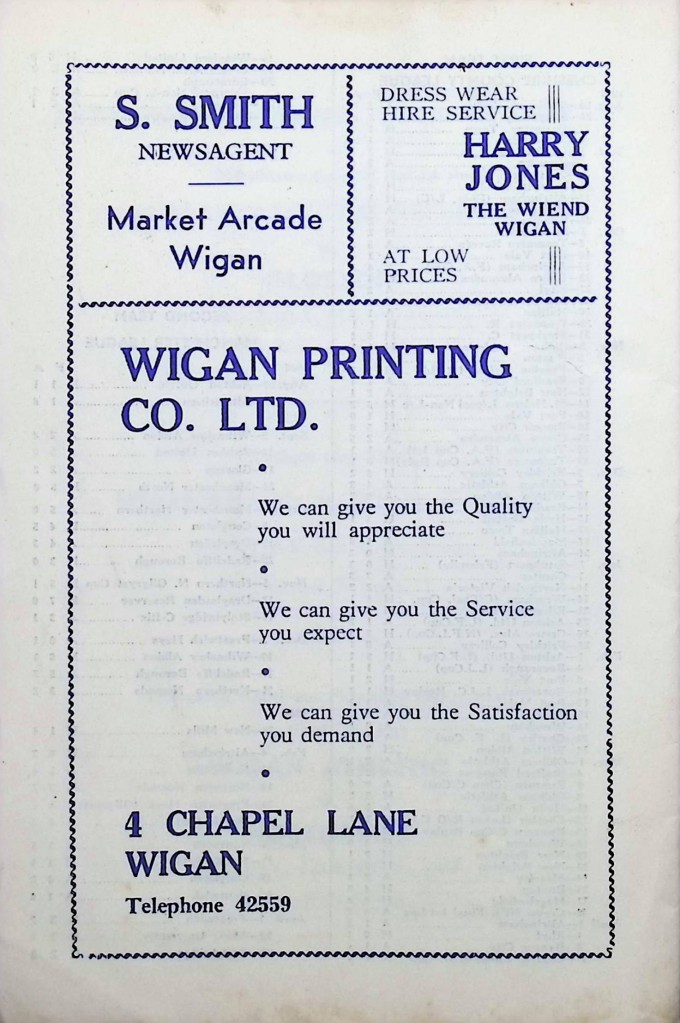 S. SMITH
NEWSAGENT
Market Arcade
Wigan
DRESS WEAR
HIRE SERVICE
HARRY
JONES
THE WIEND
WIGAN
AT LOW
PRICES
WIGAN PRINTING
CO. LTD.
We can give you the Quality
you will appreciate
We can give you the Service
you expect
We can give you the Satisfaction
you demand
4 CHAPEL LANE
WIGAN
Telephone 42559